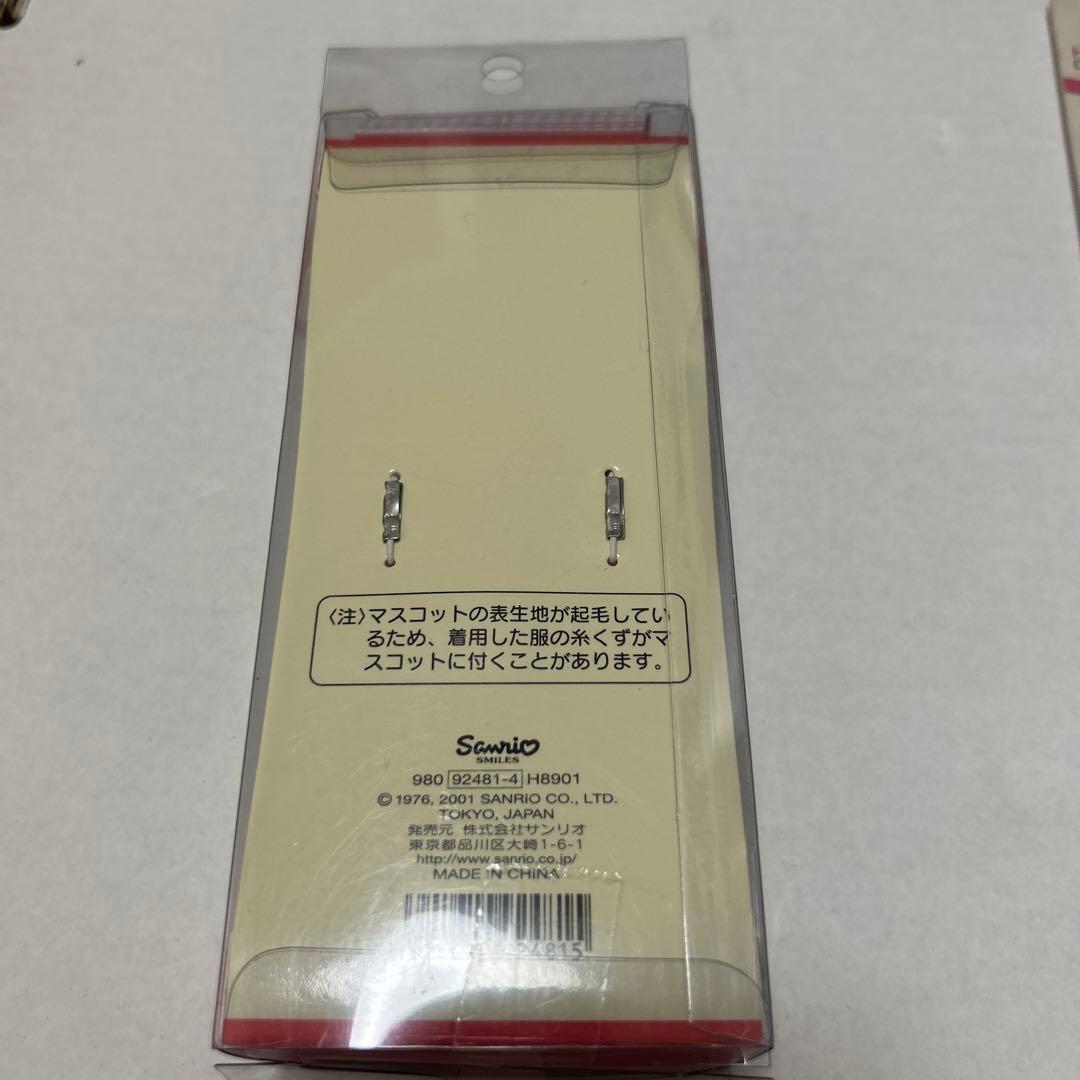 〈注〉マスコットの表生地が起毛してい
るため、着用した服の糸くずがマ
スコットに付くことがあります。
Sanrio
SMILES
980 92481-4 H8901
© 1976, 2001 SANRIO CO., LTD.
TOKYO, JAPAN
発売元 株式会社サンリオ
東京都品川区大崎1-6-1
http://www.sanrio.co.jp/
MADE IN CHINA
24815